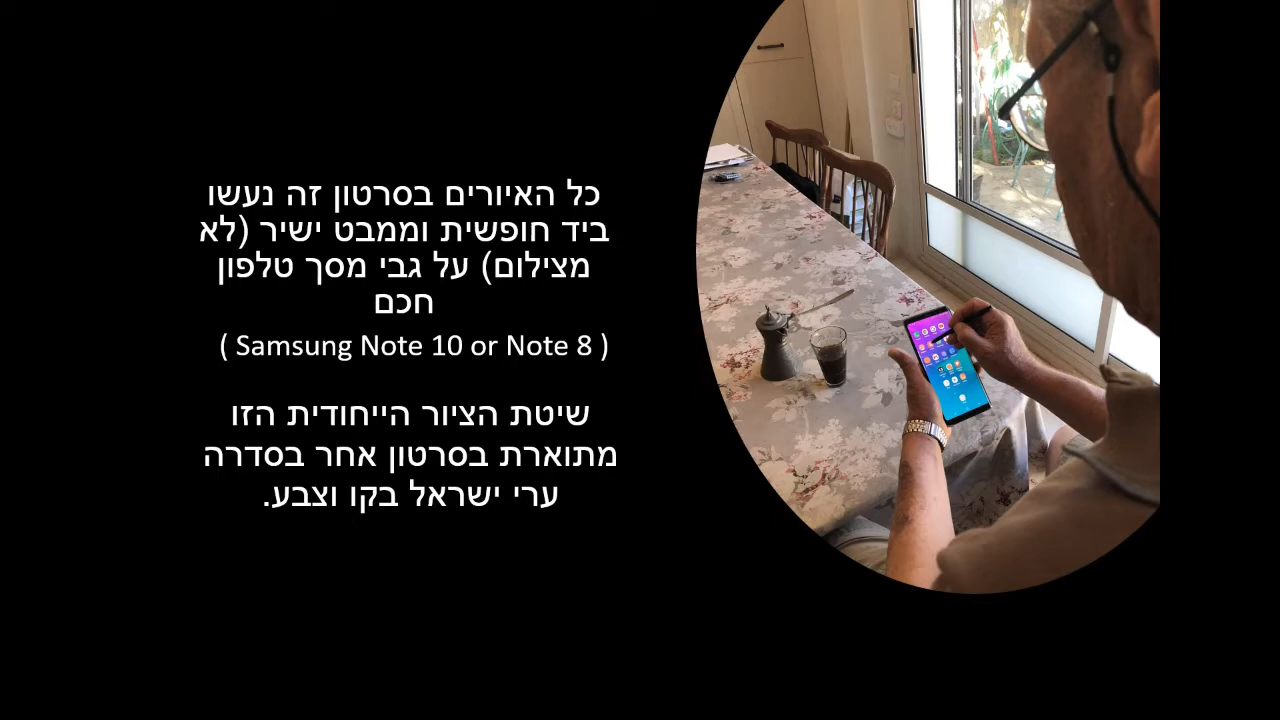 כל האיורים בסרטון זה נעשו
ביד חופשית וממבט ישיר (לא
מצילום) על גבי מסך טלפון
חכם
( Samsung Note 10 or Note 8 )
שיטת הציור הייחודית הזו
מתוארת בסרטון אחר בסדרה
ערי ישראל בקו וצבע.